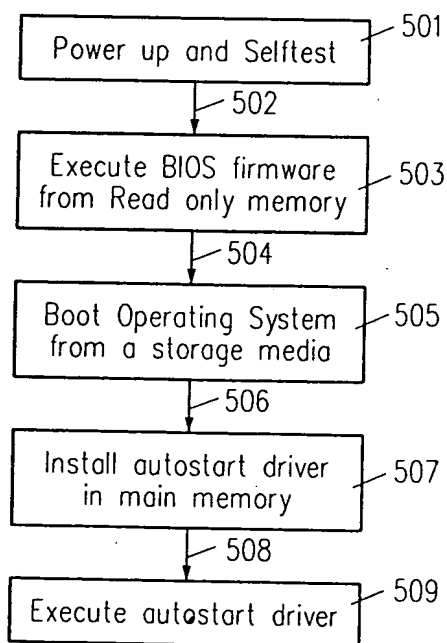 Power up and Selftest
501
502
Execute BIOS firmware
from Read only memory
503
504
Boot Operating System
from a storage media
505
506
Install autostart driver
in main memory
507
508
Execute autostart driver
509